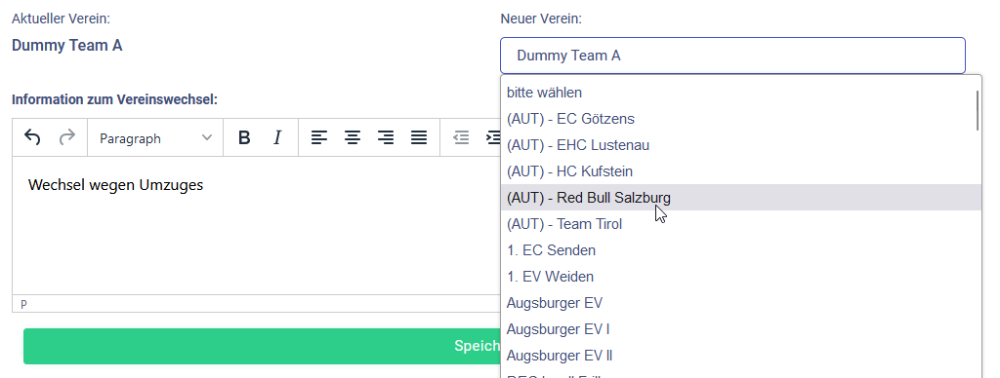 Aktueller Verein:
Dummy Team A
Information zum Vereinswechsel:
Paragraph
B I
Wechsel wegen Umzuges
P
Speich
Neuer Verein:
Dummy Team A
bitte wählen
(AUT) - EC Götzens
(AUT) - EHC Lustenau
(AUT) - HC Kufstein
(AUT) - Red Bull Salzburg
(AUT) - Team Tirol
1. EC Senden
1. EV Weiden
Augsburger EV
Augsburger EV I
Augsburger EV II